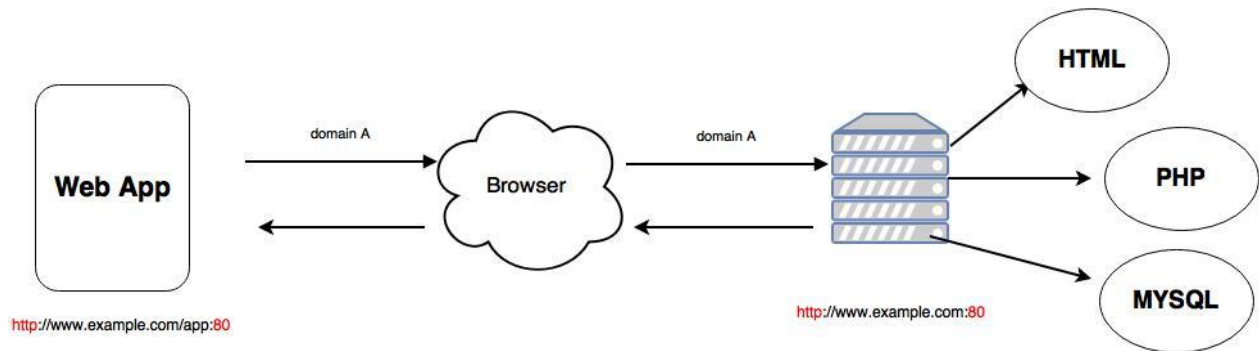 HTML
domain A
domain A
Web App
Browser
PHP
MYSQL
http://www.example.com/app:80
http://www.example.com:80